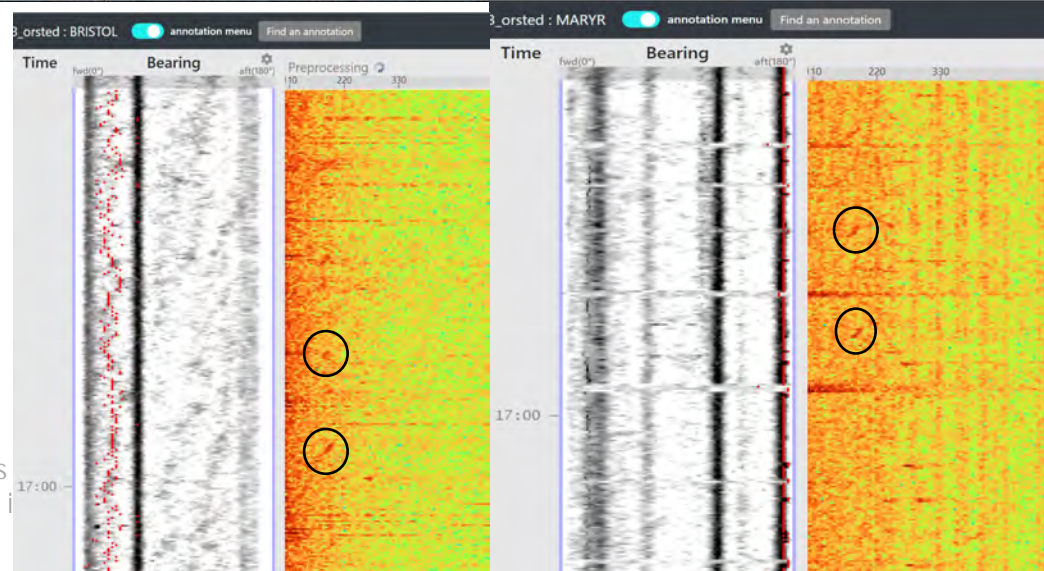 3_orsted : BRISTOL annotation menu Find an annotation
Time Bearing
fwd(0°) aft(180°) Preprocessing
110 220 330
17:00
s
i
3_orsted : MARYR annotation menu Find an annotation
Time Bearing
fwd(0°) aft(180°)
110 220 330
17:00